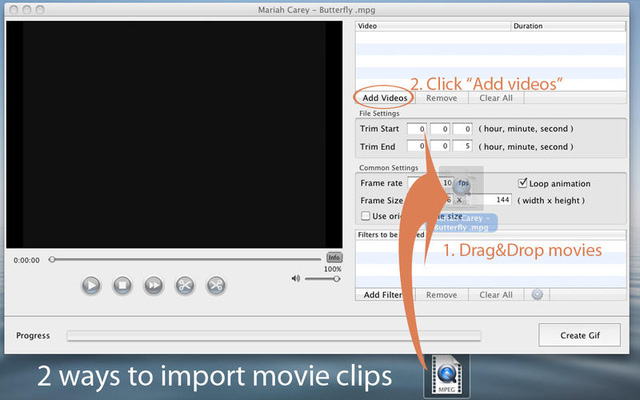 Mariah Carey - Butterfly .mpg
Video Duration
2. Click “Add videos”
Add Videos Remove Clear All
File Settings
Trim Start 0 0 0 ( hour, minute, second )
Trim End 0 0 5 ( hour, minute, second )
Common Settings
Frame rate 10 fps Loop animation
Frame Size x 144 ( width x height )
Mariah Carey -
Butterfly .mpg
Use size
Filters to be
1. Drag&Drop movies
0:00:00 Info
100%
Add Filter Remove Clear All
Progress Create Gif
2 ways to import movie clips
MPEG